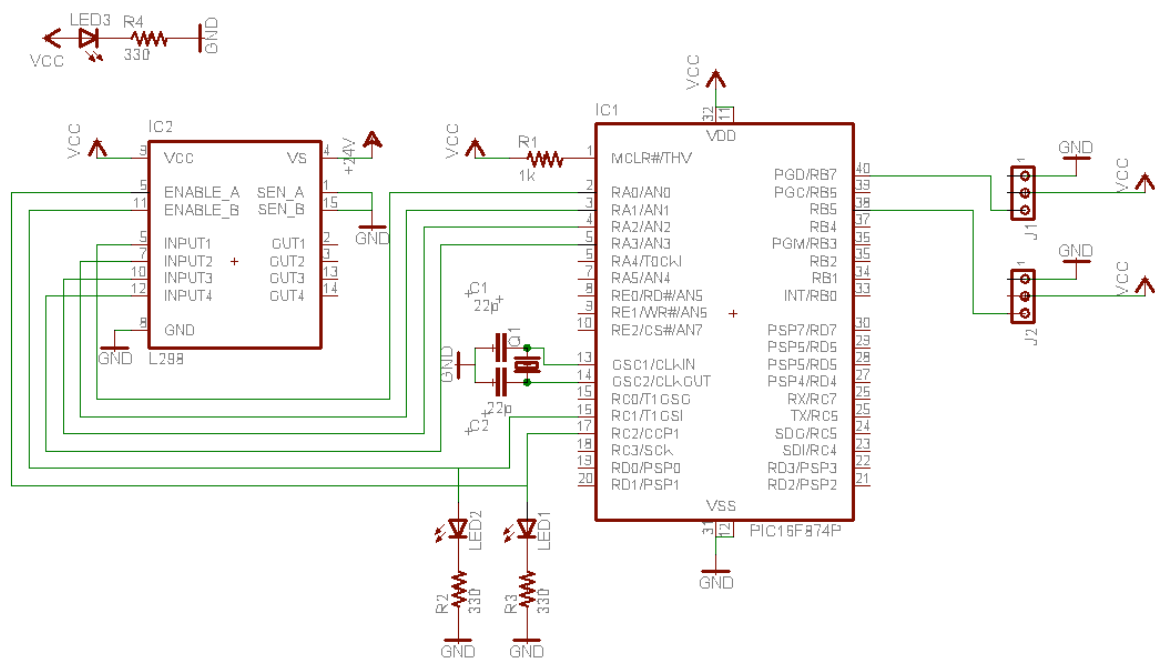 LED3
R4
VCC
330
GND
IC2
VCC
3
VCC
VS
4
+24V
5
ENABLE_A
SEN_A
1
11
ENABLE_B
SEN_B
15
GND
5
INPUT1
OUT1
2
7
INPUT2
OUT2
3
10
INPUT3
OUT3
13
12
INPUT4
OUT4
14
8
GND
GND
L298
VCC
R1
1k
IC1
VCC
32
11
VDD
1
MCLR#/THV
2
RA0/AN0
3
RA1/AN1
4
RA2/AN2
5
RA3/AN3
6
RA4/T0CKI
7
RA5/AN4
8
RE0/RD#/AN5
9
RE1/WR#/AN6
10
RE2/CS#/AN7
13
OSC1/CLKIN
14
OSC2/CLKOUT
15
RC0/T1OSO
16
RC1/T1OSI
17
RC2/CCP1
18
RC3/SCK
19
RD0/PSP0
20
RD1/PSP1
PGD/RB7
40
PGC/RB6
39
RB5
38
RB4
37
PGM/RB3
36
RB2
35
RB1
34
INT/RB0
33
PSP7/RD7
30
PSP6/RD6
29
PSP5/RD5
28
PSP4/RD4
27
RX/RC7
26
TX/RC6
25
SDO/RC5
24
SDI/RC4
23
RD3/PSP3
22
RD2/PSP2
21
VSS
31
12
PIC16F874P
GND
C1
22p
Q1
GND
22p
C2
LED2
LED1
R2
330
R3
330
GND
GND
GND
1
VCC
J1
GND
1
VCC
J2